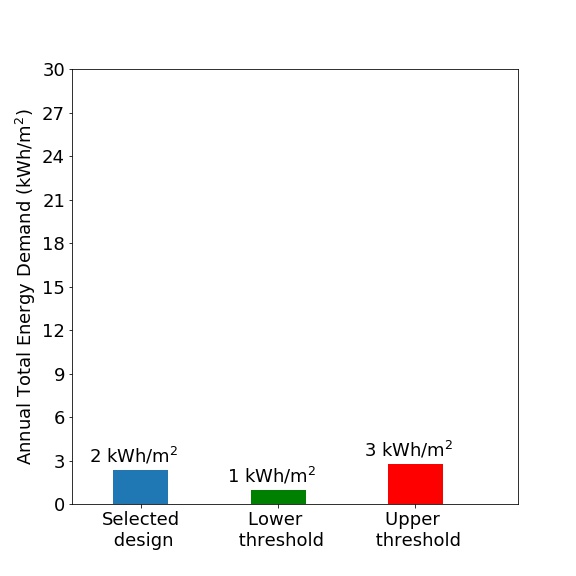 30
27
24
21
18
15
12
9
6
3
0
Annual Total Energy Demand (kWh/m²)
2 kWh/m²
1 kWh/m²
3 kWh/m²
Selected
design
Lower
threshold
Upper
threshold